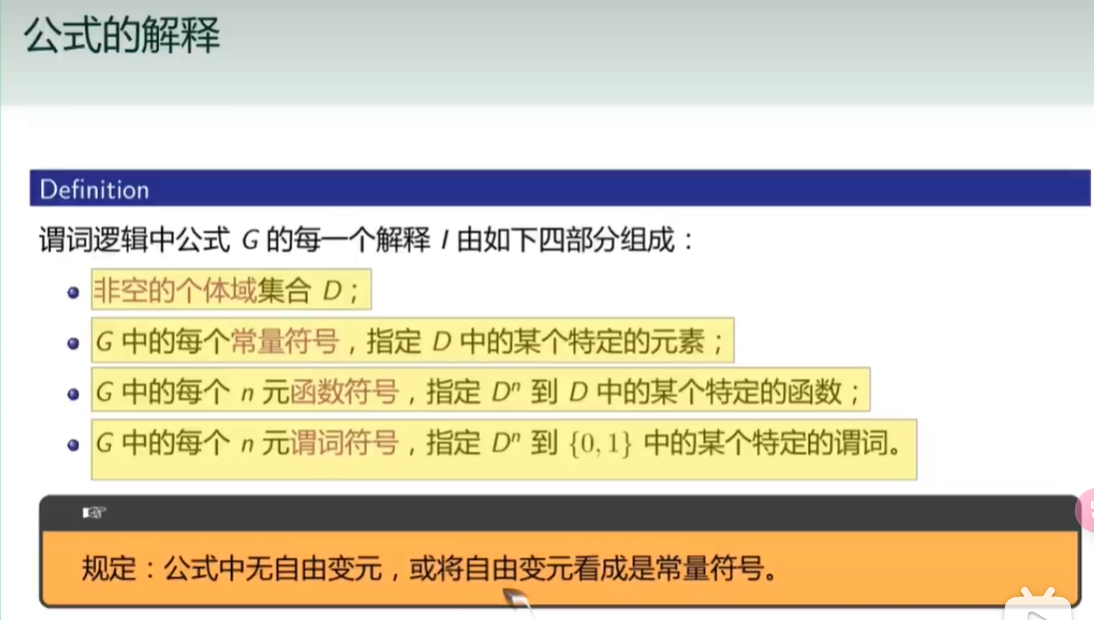 公式的解释
Definition
谓词逻辑中公式 G 的每一个解释 I 由如下四部分组成：
非空的个体域集合 D；
G 中的每个常量符号，指定 D 中的某个特定的元素；
G 中的每个 n 元函数符号，指定 Dⁿ 到 D 中的某个特定的函数；
G 中的每个 n 元谓词符号，指定 Dⁿ 到 {0, 1} 中的某个特定的谓词。
规定：公式中无自由变元，或将自由变元看成是常量符号。